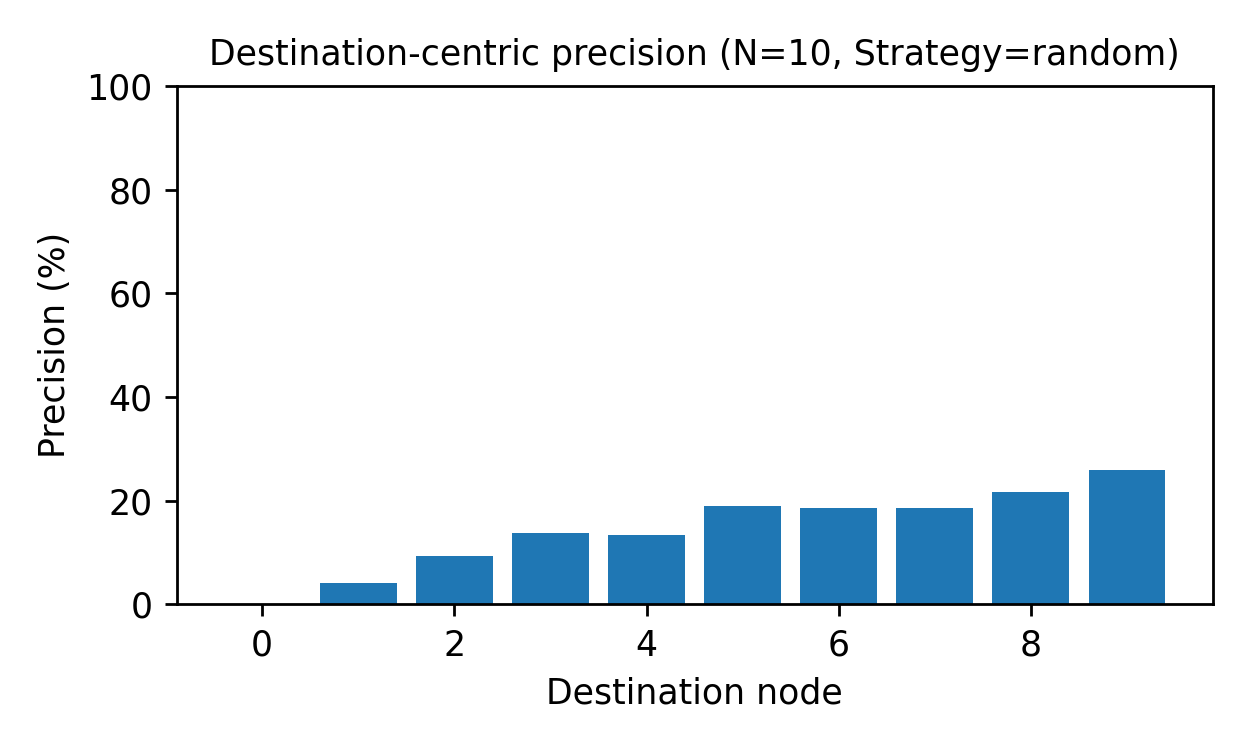 Destination-centric precision (N=10, Strategy=random)
100
80
60
40
20
0
Precision (%)
0 2 4 6 8
Destination node